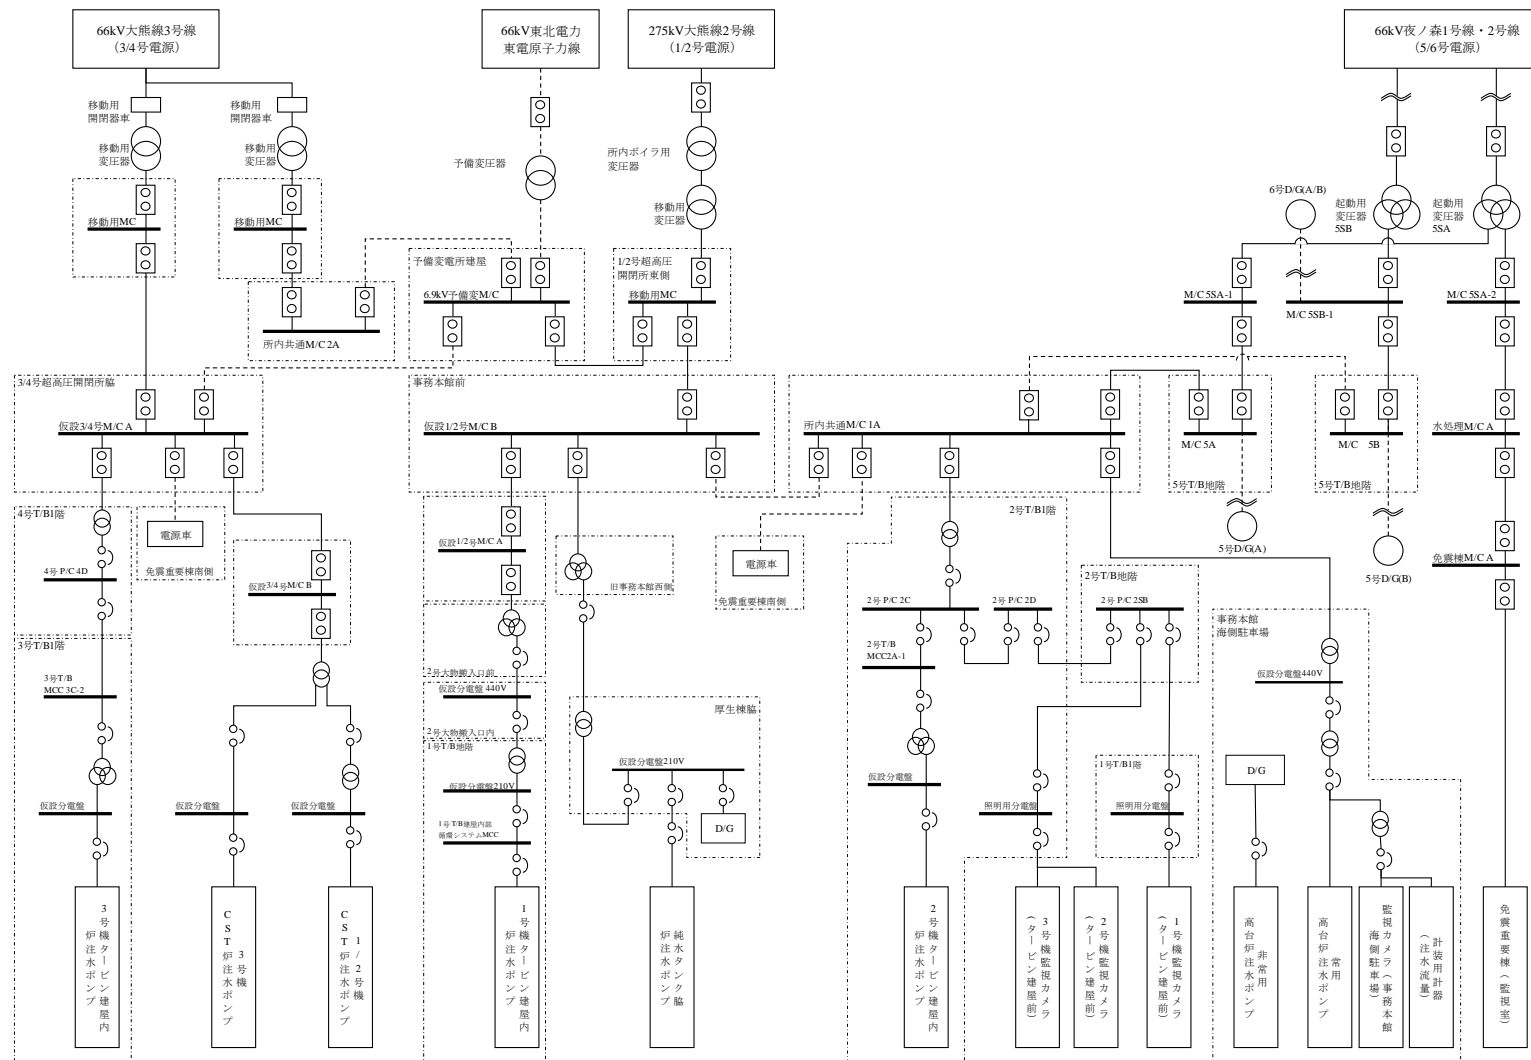 66kV大熊線3号線
(3/4号電源)
66kV東北電力
東電原子力線
275kV大熊線2号線
(1/2号電源)
66kV夜ノ森1号線・2号線
(5/6号電源)
移動用
開閉器車
移動用
開閉器車
移動用
変圧器
移動用
変圧器
予備変圧器
所内ボイラ用
変圧器
移動用
変圧器
6号D/G(A/B)
起動用
変圧器
5SB
起動用
変圧器
5SA
移動用MC
移動用MC
予備変電所建屋
1/2号超高圧
開閉所東側
6.9kV予備変M/C
移動用MC
M/C 5SA-1
M/C 5SB-1
M/C 5SA-2
所内共通M/C 2A
3/4号超高圧開閉所脇
事務本館前
仮設3/4号M/C A
仮設1/2号M/C B
所内共通M/C 1A
M/C 5A
M/C 5B
水処理M/C A
5号T/B地階
5号T/B地階
4号T/B1階
電源車
免震重要棟南側
4号 P/C 4D
仮設3/4号M/C B
仮設1/2号M/C A
旧事務本館西側
電源車
免震重要棟南側
2号T/B1階
5号D/G(A)
5号D/G(B)
免震棟M/C A
2号T/B地階
2号 P/C 2C
2号 P/C 2D
2号 P/C 2SB
事務本館
海側駐車場
3号T/B1階
3号T/B
MCC 3C-2
2号大物搬入口前
仮設分電盤 440V
2号大物搬入口内
2号T/B
MCC2A-1
仮設分電盤440V
厚生棟脇
1号T/B地階
仮設分電盤210V
仮設分電盤210V
仮設分電盤
1号T/B1階
D/G
仮設分電盤
仮設分電盤
仮設分電盤
1号T/B建屋内部
循環システムMCC
D/G
照明用分電盤
照明用分電盤
3号機タービン建屋内
炉注水ポンプ
3号機
CST炉注水ポンプ
1/2号機
CST炉注水ポンプ
1号機タービン建屋内
炉注水ポンプ
純水タンク脇
炉注水ポンプ
2号機タービン建屋内
炉注水ポンプ
3号機監視カメラ
(タービン建屋前)
2号機監視カメラ
(タービン建屋前)
1号機監視カメラ
(タービン建屋前)
非常用
高台炉注水ポンプ
常用
高台炉注水ポンプ
監視カメラ(事務本館
海側駐車場)
計装用計器
(注水流量)
免震重要棟(監視室)